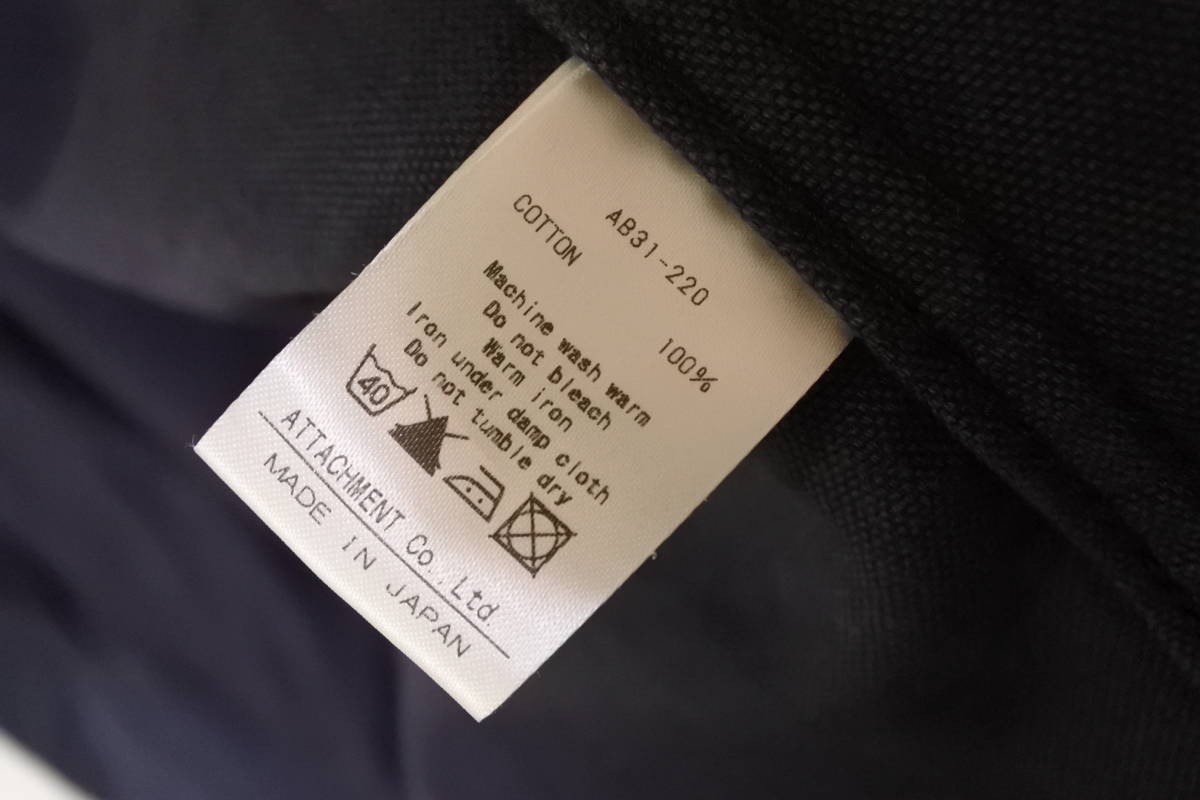 AB31-220
COTTON 100%
Machine wash warm
Do not bleach
Warm iron
Iron under damp cloth
Do not tumble dry
40
ATTACHMENT Co.,Ltd.
MADE IN JAPAN